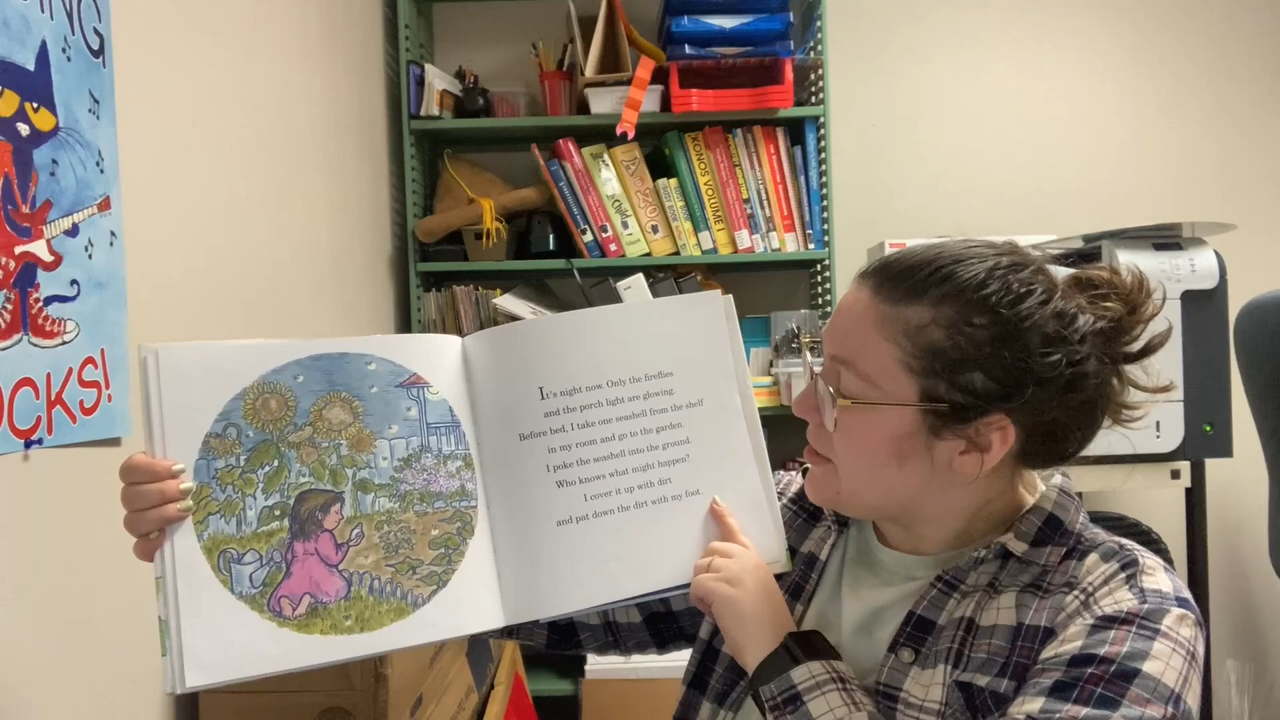 ING
OCKS!
KONOS VOLUME I
Child
It's night now. Only the fireflies
and the porch light are glowing.
Before bed, I take one seashell from the shelf
in my room and go to the garden.
I poke the seashell into the ground.
Who knows what might happen?
I cover it up with dirt
and pat down the dirt with my foot.